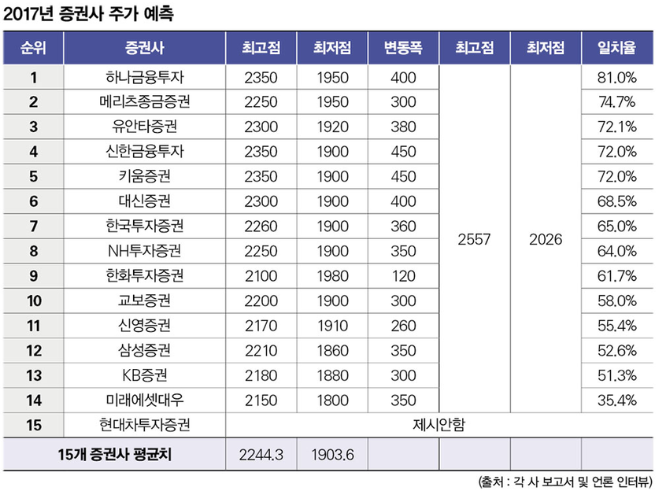 2017년 증권사 주가 예측
순위 증권사 최고점 최저점 변동폭 최고점 최저점 일치율
1 하나금융투자 2350 1950 400 81.0%
2 메리츠종금증권 2250 1950 300 74.7%
3 유안타증권 2300 1920 380 72.1%
4 신한금융투자 2350 1900 450 72.0%
5 키움증권 2350 1900 450 72.0%
6 대신증권 2300 1900 400 68.5%
7 한국투자증권 2260 1900 360 65.0%
8 NH투자증권 2250 1900 350 2557 2026 64.0%
9 한화투자증권 2100 1980 120 61.7%
10 교보증권 2200 1900 300 58.0%
11 신영증권 2170 1910 260 55.4%
12 삼성증권 2210 1860 350 52.6%
13 KB증권 2180 1880 300 51.3%
14 미래에셋대우 2150 1800 350 35.4%
15 현대차투자증권 제시안함
15개 증권사 평균치 2244.3 1903.6
(출처 : 각 사 보고서 및 언론 인터뷰)